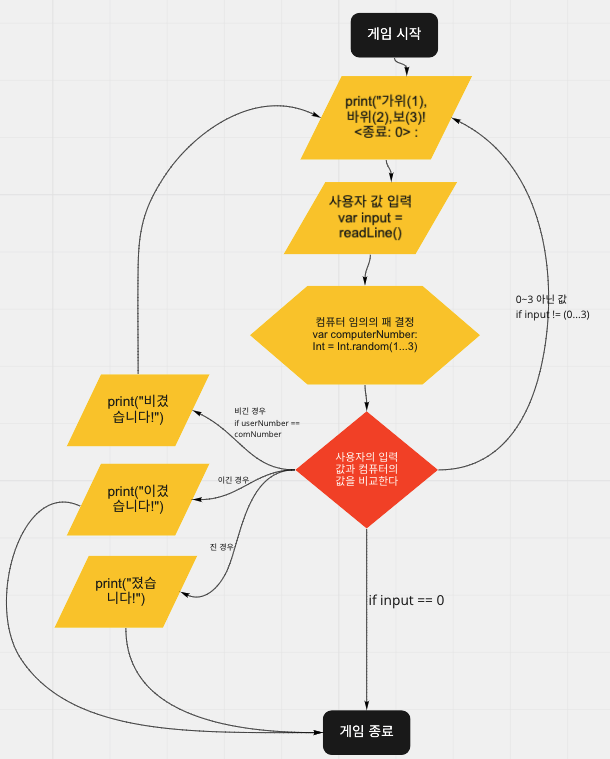 게임 시작
print("가위(1),
바위(2),보(3)!
<종료: 0> :
사용자 값 입력
var input =
readLine()
컴퓨터 임의의 패 결정
var computerNumber:
Int = Int.random(1...3)
0~3 아닌 값
if input != (0...3)
print("비겼
습니다!")
비긴 경우
if userNumber ==
comNumber
사용자의 입력
값과 컴퓨터의
값을 비교한다
print("이겼
습니다!")
이긴 경우
진 경우
print("졌습
니다!")
if input == 0
게임 종료